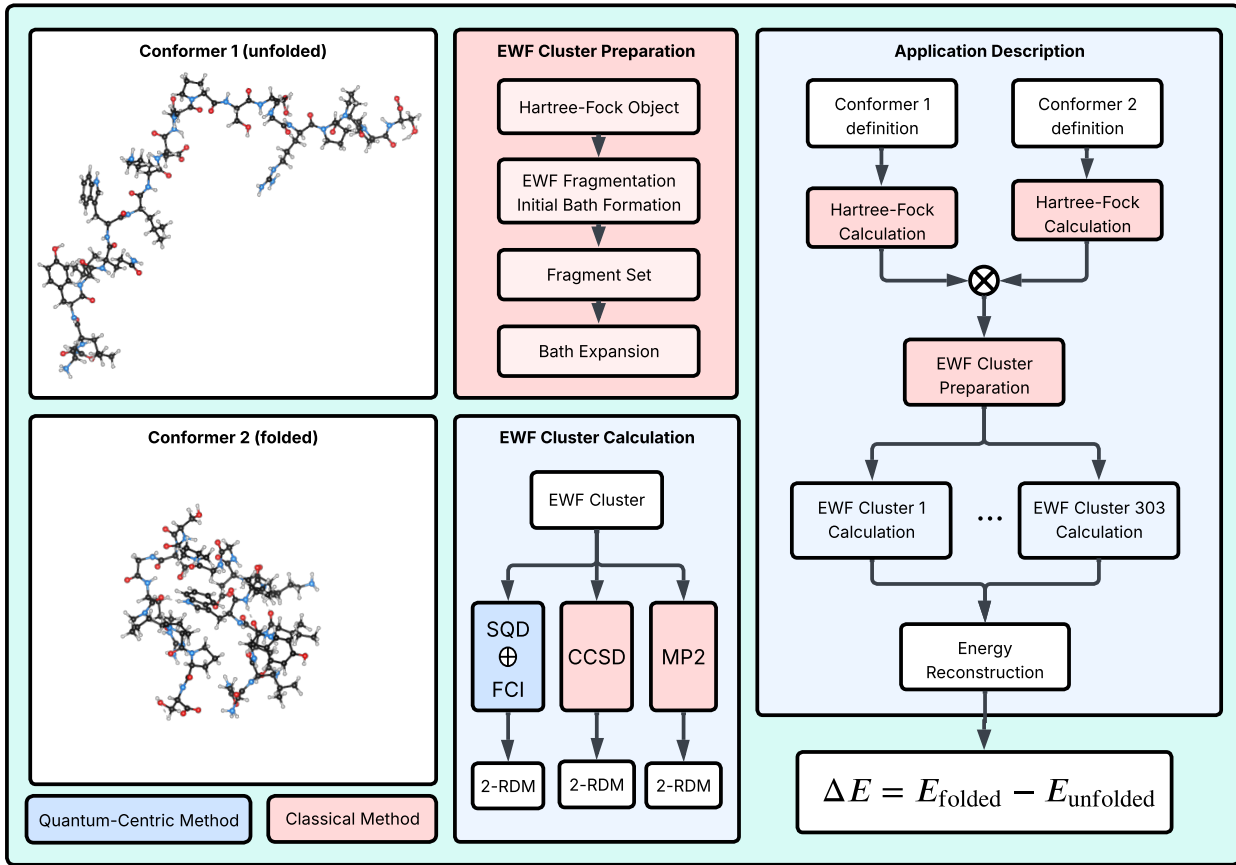 Conformer 1 (unfolded)
EWF Cluster Preparation
Hartree-Fock Object
EWF Fragmentation
Initial Bath Formation
Fragment Set
Bath Expansion
Application Description
Conformer 1
definition
Conformer 2
definition
Hartree-Fock
Calculation
Hartree-Fock
Calculation
EWF Cluster
Preparation
EWF Cluster 1
Calculation
...
EWF Cluster 303
Calculation
Energy
Reconstruction
ΔE = E_folded − E_unfolded
Conformer 2 (folded)
EWF Cluster Calculation
EWF Cluster
SQD
⊕
FCI
CCSD
MP2
2-RDM
2-RDM
2-RDM
Quantum-Centric Method
Classical Method